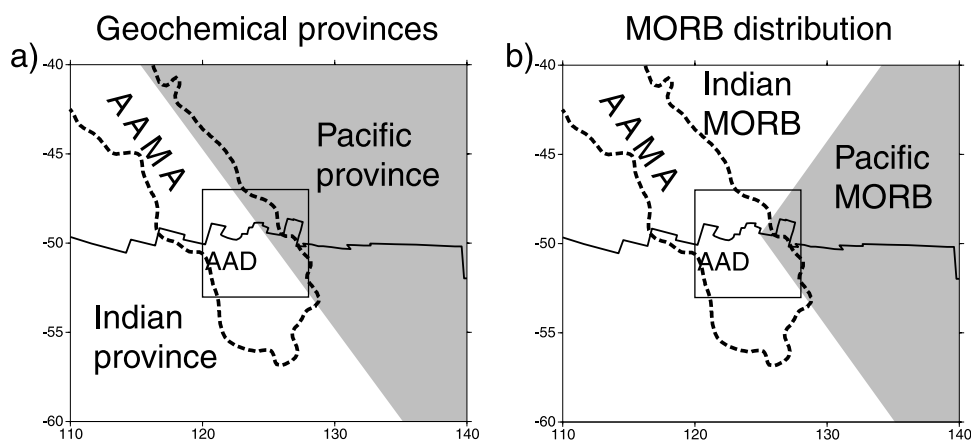 Geochemical provinces
MORB distribution
a)
-40
-45
-50
-55
-60
110
120
130
140
AAMA
Pacific
province
AAD
Indian
province
b)
-40
-45
-50
-55
-60
110
120
130
140
AAMA
Indian
MORB
Pacific
MORB
AAD